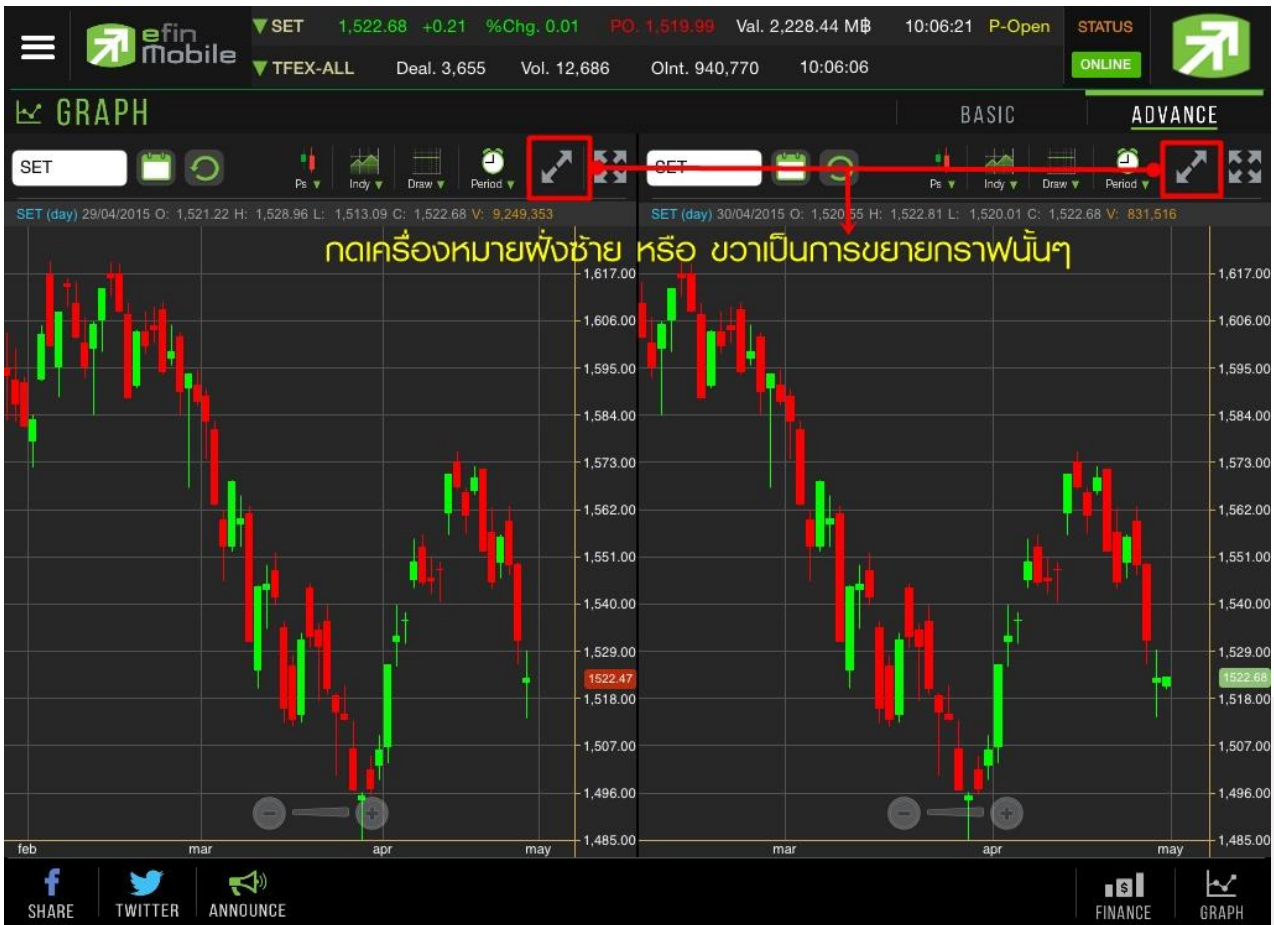 efin Mobile
▼ SET 1,522.68 +0.21 %Chg. 0.01 PO. 1,519.99 Val. 2,228.44 M฿ 10:06:21 P-Open STATUS
▼ TFEX-ALL Deal. 3,655 Vol. 12,686 OInt. 940,770 10:06:06 ONLINE
GRAPH BASIC ADVANCE
SET Ps ▼ Indy ▼ Draw ▼ Period ▼
SET Ps ▼ Indy ▼ Draw ▼ Period ▼
SET (day) 29/04/2015 O: 1,521.22 H: 1,528.96 L: 1,513.09 C: 1,522.68 V: 9,249,353
SET (day) 30/04/2015 O: 1,520.55 H: 1,522.81 L: 1,520.01 C: 1,522.68 V: 831,516
กดเครื่องหมายฝั่งซ้าย หรือ ขวาเป็นการขยายกราฟนั้นๆ
1,617.00
1,606.00
1,595.00
1,584.00
1,573.00
1,562.00
1,551.00
1,540.00
1,529.00
1522.47
1,518.00
1,507.00
1,496.00
1,485.00
feb mar apr may
1,617.00
1,606.00
1,595.00
1,584.00
1,573.00
1,562.00
1,551.00
1,540.00
1,529.00
1522.68
1,518.00
1,507.00
1,496.00
1,485.00
mar apr may
SHARE TWITTER ANNOUNCE FINANCE GRAPH